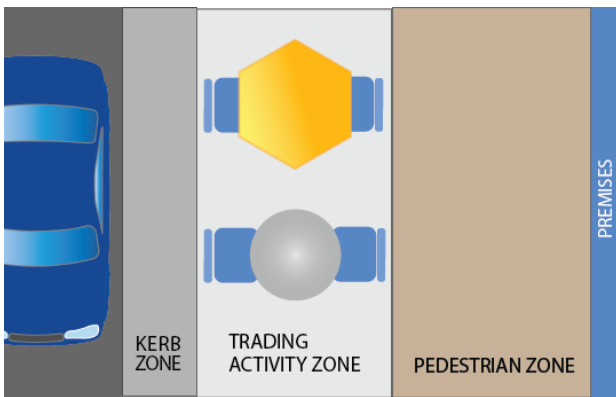 KERB
ZONE
TRADING
ACTIVITY ZONE
PEDESTRIAN ZONE
PREMISES